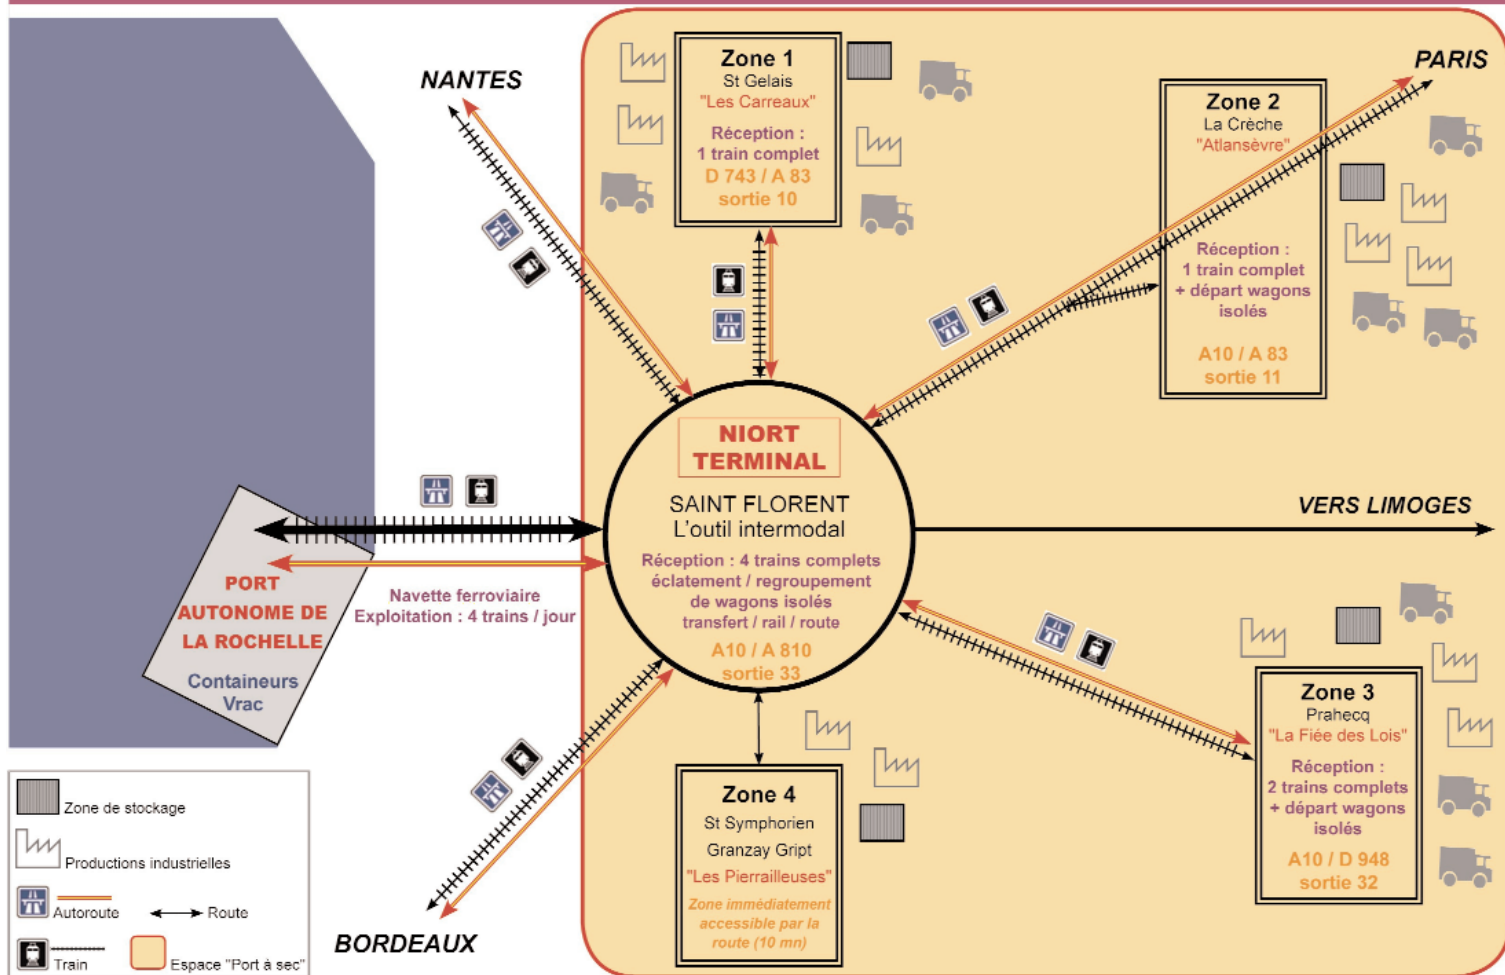 NANTES
PARIS
Zone 1
St Gelais
"Les Carreaux"
Réception :
1 train complet
D 743 / A 83
sortie 10
Zone 2
La Crèche
"Atlansèvre"
Réception :
1 train complet
+ départ wagons
isolés
A10 / A 83
sortie 11
NIORT
TERMINAL
SAINT FLORENT
L'outil intermodal
Réception : 4 trains complets
éclatement / regroupement
de wagons isolés
transfert / rail / route
A10 / A 810
sortie 33
VERS LIMOGES
PORT
AUTONOME DE
LA ROCHELLE
Containeurs
Vrac
Navette ferroviaire
Exploitation : 4 trains / jour
Zone 3
Prahecq
"La Fiée des Lois"
Réception :
2 trains complets
+ départ wagons
isolés
A10 / D 948
sortie 32
Zone 4
St Symphorien
Granzay Gript
"Les Pierrailleuses"
Zone immédiatement
accessible par la
route (10 mn)
BORDEAUX
Zone de stockage
Productions industrielles
Autoroute
Route
Train
Espace "Port à sec"